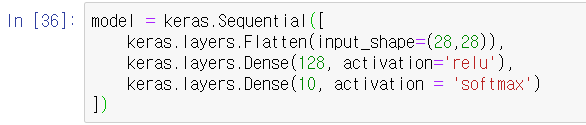 In [36]: model = keras.Sequential([
    keras.layers.Flatten(input_shape=(28,28)),
    keras.layers.Dense(128, activation='relu'),
    keras.layers.Dense(10, activation = 'softmax')
])